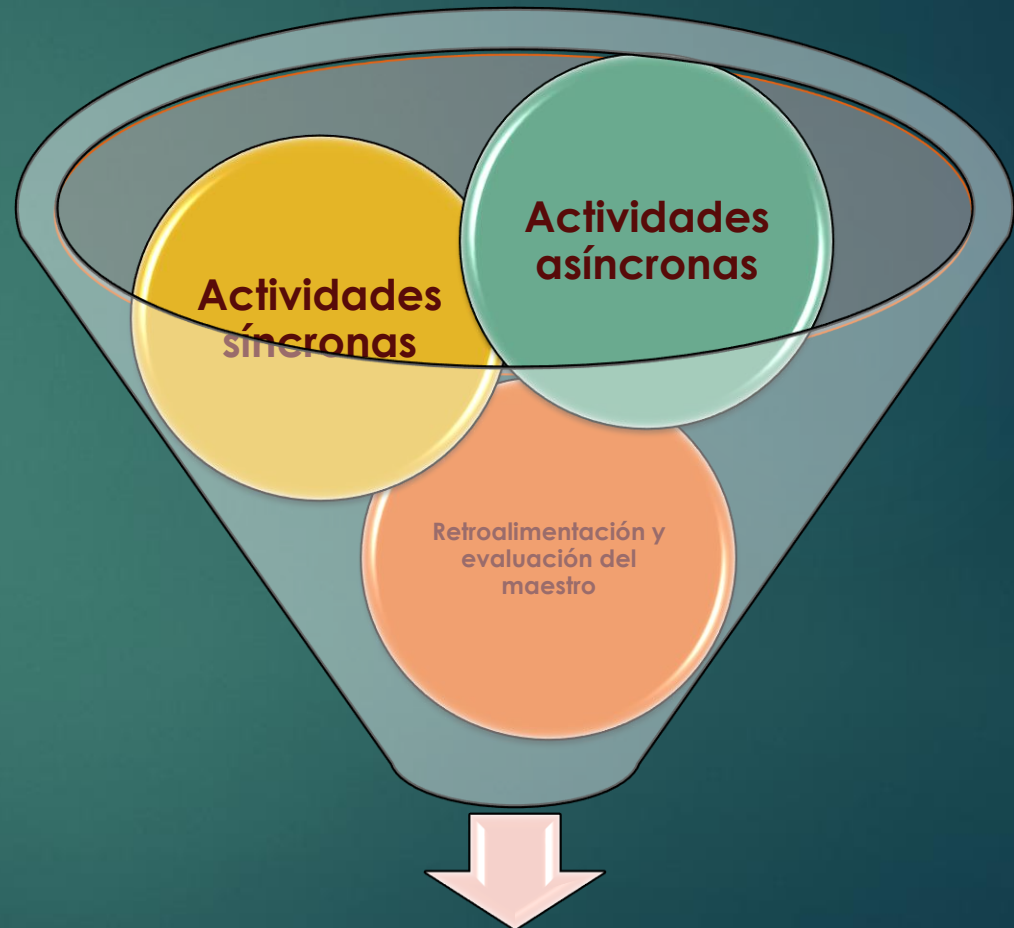 Actividades
asíncronas
Actividades
síncronas
Retroalimentación y
evaluación del
maestro